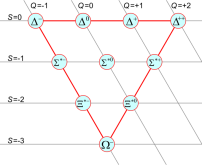 Q=-1 Q=0 Q=+1 Q=+2
S=0 Δ⁻ Δ⁰ Δ⁺ Δ⁺⁺
S=-1 Σ*⁻ Σ*⁰ Σ*⁺
S=-2 Ξ*⁻ Ξ*⁰
S=-3 Ω⁻